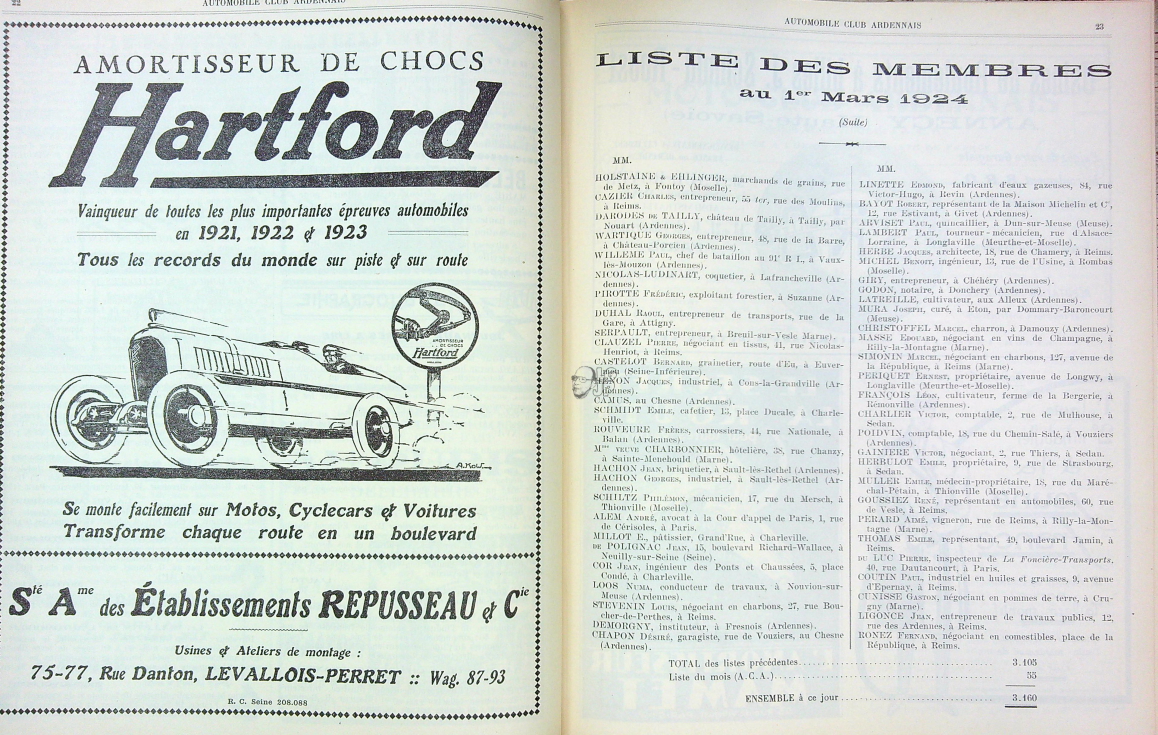 22
AUTOMOBILE CLUB ARDENNAIS
AMORTISSEUR DE CHOCS
Hartford
Vainqueur de toutes les plus importantes épreuves automobiles
en 1921, 1922 & 1923
Tous les records du monde sur piste & sur route
AMORTISSEUR
DE CHOCS
Hartford
Se monte facilement sur Motos, Cyclecars & Voitures
Transforme chaque route en un boulevard
Sté Ame des Établissements REPUSSEAU & Cie
Usines & Ateliers de montage :
75-77, Rue Danton, LEVALLOIS-PERRET :: Wag. 87-93
R. C. Seine 208.088
AUTOMOBILE CLUB ARDENNAIS
23
LISTE DES MEMBRES
au 1er Mars 1924
(Suite)
MM.
HOLSTAINE & EHLINGER, marchands de grains, rue
de Metz, à Fontoy (Moselle).
CAZIER CHARLES, entrepreneur, 55 ter, rue des Moulins,
à Reims.
DARODES DE TAILLY, château de Tailly, à Tailly, par
Nouart (Ardennes).
WARTIQUE GEORGES, entrepreneur, 48, rue de la Barre,
à Château-Porcien (Ardennes).
WILLEME PAUL, chef de bataillon au 91e R I., à Vaux-
lès-Mouzon (Ardennes).
NICOLAS-LUDINART, coquetier, à Lafrancheville (Ar-
dennes).
PIROTTE FRÉDÉRIC, exploitant forestier, à Suzanne (Ar-
dennes).
DUHAL RAOUL, entrepreneur de transports, rue de la
Gare, à Attigny.
SERPAULT, entrepreneur, à Breuil-sur-Vesle Marne).
CLAUZEL PIERRE, négociant en tissus, 41, rue Nicolas-
Henriot, à Reims.
CASTELOT BERNARD, grainetier, route d'Eu, à Euver-
(Seine-Inférieure).
JACQUES, industriel, à Cons-la-Grandville (Ar-
CAMUS, au Chesne (Ardennes).
SCHMIDT EMILE, cafetier, 13, place Ducale, à Charle-
ville.
ROUVEURE FRÈRES, carrossiers, 44, rue Nationale, à
Balan (Ardennes).
Mme VEUVE CHARBONNIER, hôtelière, 38, rue Chanzy,
à Sainte-Menehould (Marne).
HACHON JEAN, briquetier, à Sault-lès-Rethel (Ardennes).
HACHON GEORGES, industriel, à Sault-lès-Rethel (Ar-
dennes).
SCHILTZ PHILÉMON, mécanicien, 17, rue du Mersch, à
Thionville (Moselle).
ALEM ANDRÉ, avocat à la Cour d'appel de Paris, 1, rue
de Cérisoles, à Paris.
MILLOT E., pâtissier, Grand'Rue, à Charleville.
DE POLIGNAC JEAN, 15, boulevard Richard-Wallace, à
Neuilly-sur-Seine (Seine).
COR JEAN, ingénieur des Ponts et Chaussées, 5, place
Condé, à Charleville.
LOOS NUMA, conducteur de travaux, à Nouvion-sur-
Meuse (Ardennes).
STEVENIN LOUIS, négociant en charbons, 27, rue Bou-
cher-de-Perthes, à Reims.
DEMORGNY, instituteur, à Fresnois (Ardennes).
CHAPON DÉSIRÉ, garagiste, rue de Vouziers, au Chesne
(Ardennes).
MM.
LINETTE EDMOND, fabricant d'eaux gazeuses, 84, rue
Victor-Hugo, à Revin (Ardennes).
BAYOT ROBERT, représentant de la Maison Michelin et Cie,
12, rue Estivant, à Givet (Ardennes).
ARVISET PAUL, quincaillier, à Dun-sur-Meuse (Meuse).
LAMBERT PAUL, tourneur-mécanicien, rue d'Alsace-
Lorraine, à Longlaville (Meurthe-et-Moselle).
HERBÉ JACQUES, architecte, 18, rue de Chamery, à Reims.
MICHEL BENOIT, ingénieur, 13, rue de l'Usine, à Rombas
(Moselle).
GIRY, entrepreneur, à Chéhéry (Ardennes).
GODON, notaire, à Donchery (Ardennes).
LATREILLE, cultivateur, aux Alleux (Ardennes).
MURA JOSEPH, curé, à Eton, par Dommary-Baroncourt
(Meuse).
CHRISTOFFEL MARCEL, charron, à Damouzy (Ardennes).
MASSE EDOUARD, négociant en vins de Champagne, à
Rilly-la-Montagne (Marne).
SIMONIN MARCEL, négociant en charbons, 127, avenue de
la République, à Reims (Marne).
PERIQUET ERNEST, propriétaire, avenue de Longwy, à
Longlaville (Meurthe-et-Moselle).
FRANÇOIS LÉON, cultivateur, ferme de la Bergerie, à
Rémonville (Ardennes).
CHARLIER VICTOR, comptable, 2, rue de Mulhouse, à
Sedan.
POIDVIN, comptable, 18, rue du Chemin-Salé, à Vouziers
(Ardennes).
GAINIERE VICTOR, négociant, 2, rue Thiers, à Sedan.
HERBULOT EMILE, propriétaire, 9, rue de Strasbourg,
à Sedan.
MULLER EMILE, médecin-propriétaire, 18, rue du Maré-
chal-Pétain, à Thionville (Moselle).
GOUSSIEZ RENÉ, représentant en automobiles, 60, rue
de Vesle, à Reims.
PERARD AIMÉ, vigneron, rue de Reims, à Rilly-la-Mon-
tagne (Marne).
THOMAS EMILE, représentant, 49, boulevard Jamin, à
Reims.
DU LUC PIERRE, inspecteur de La Foncière-Transports,
40, rue Dautancourt, à Paris.
COUTIN PAUL, industriel en huiles et graisses, 9, avenue
d'Epernay, à Reims.
CUNISSE GASTON, négociant en pommes de terre, à Cru-
gny (Marne).
LIGONCE JEAN, entrepreneur de travaux publics, 12,
rue des Ardennes, à Reims.
RONEZ FERNAND, négociant en comestibles, place de la
République, à Reims.
TOTAL des listes précédentes........ 3.105
Liste du mois (A.C.A.)........ 55
ENSEMBLE à ce jour........ 3.160